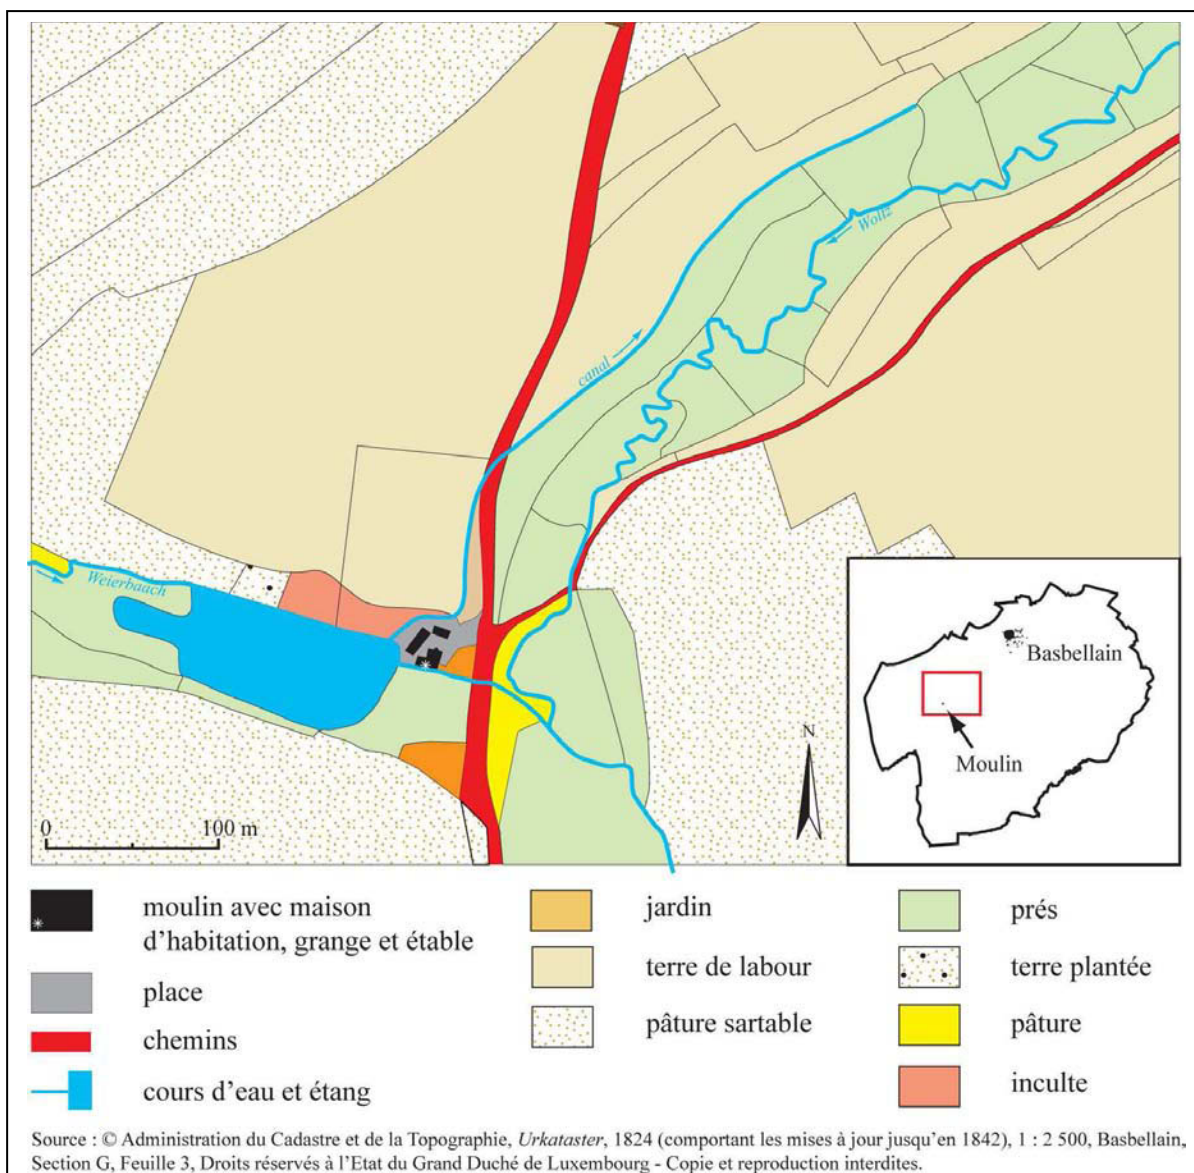 canal
Woltz
Weierbaach
Basbellain
Moulin
N
0 100 m
moulin avec maison
d'habitation, grange et étable
place
chemins
cours d'eau et étang
jardin
terre de labour
pâture sartable
prés
terre plantée
pâture
inculte
Source : © Administration du Cadastre et de la Topographie, Urkataster, 1824 (comportant les mises à jour jusqu'en 1842), 1 : 2 500, Basbellain,
Section G, Feuille 3, Droits réservés à l'Etat du Grand Duché de Luxembourg - Copie et reproduction interdites.